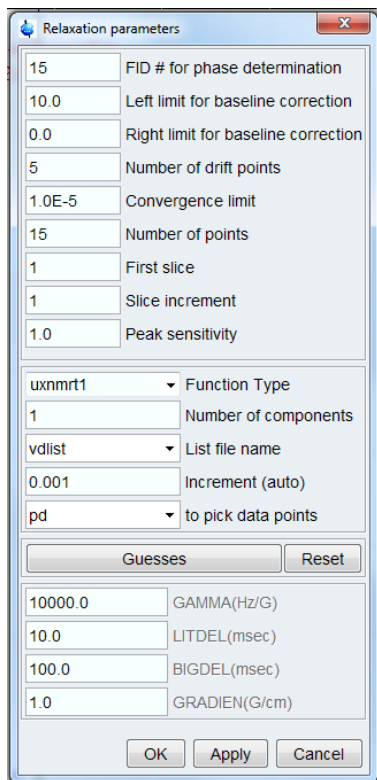 Relaxation parameters
15 FID # for phase determination
10.0 Left limit for baseline correction
0.0 Right limit for baseline correction
5 Number of drift points
1.0E-5 Convergence limit
15 Number of points
1 First slice
1 Slice increment
1.0 Peak sensitivity
uxnmrt1 Function Type
1 Number of components
vdlist List file name
0.001 Increment (auto)
pd to pick data points
Guesses Reset
10000.0 GAMMA(Hz/G)
10.0 LITDEL(msec)
100.0 BIGDEL(msec)
1.0 GRADIEN(G/cm)
OK Apply Cancel